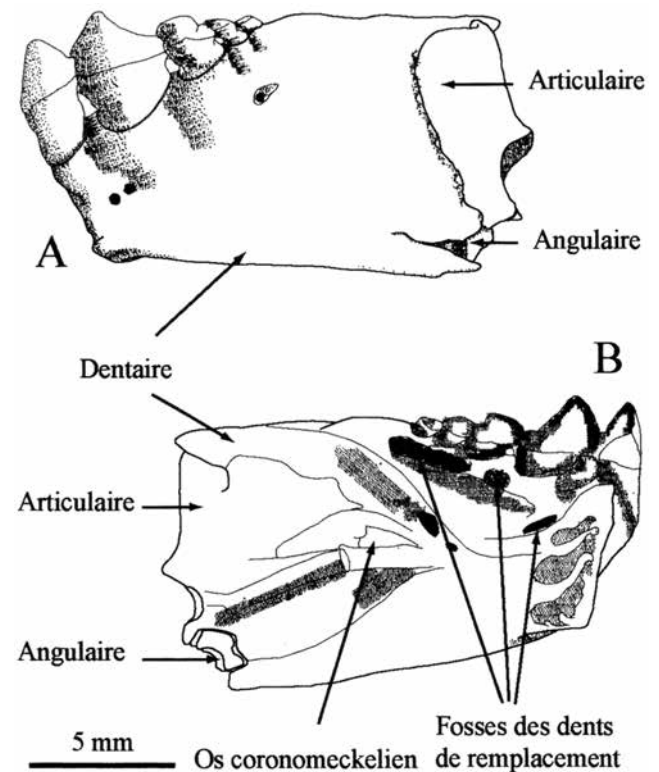 Articulaire
A
Angulaire
Dentaire
B
Articulaire
Angulaire
5 mm
Os coronomeckelien
Fosses des dents
de remplacement